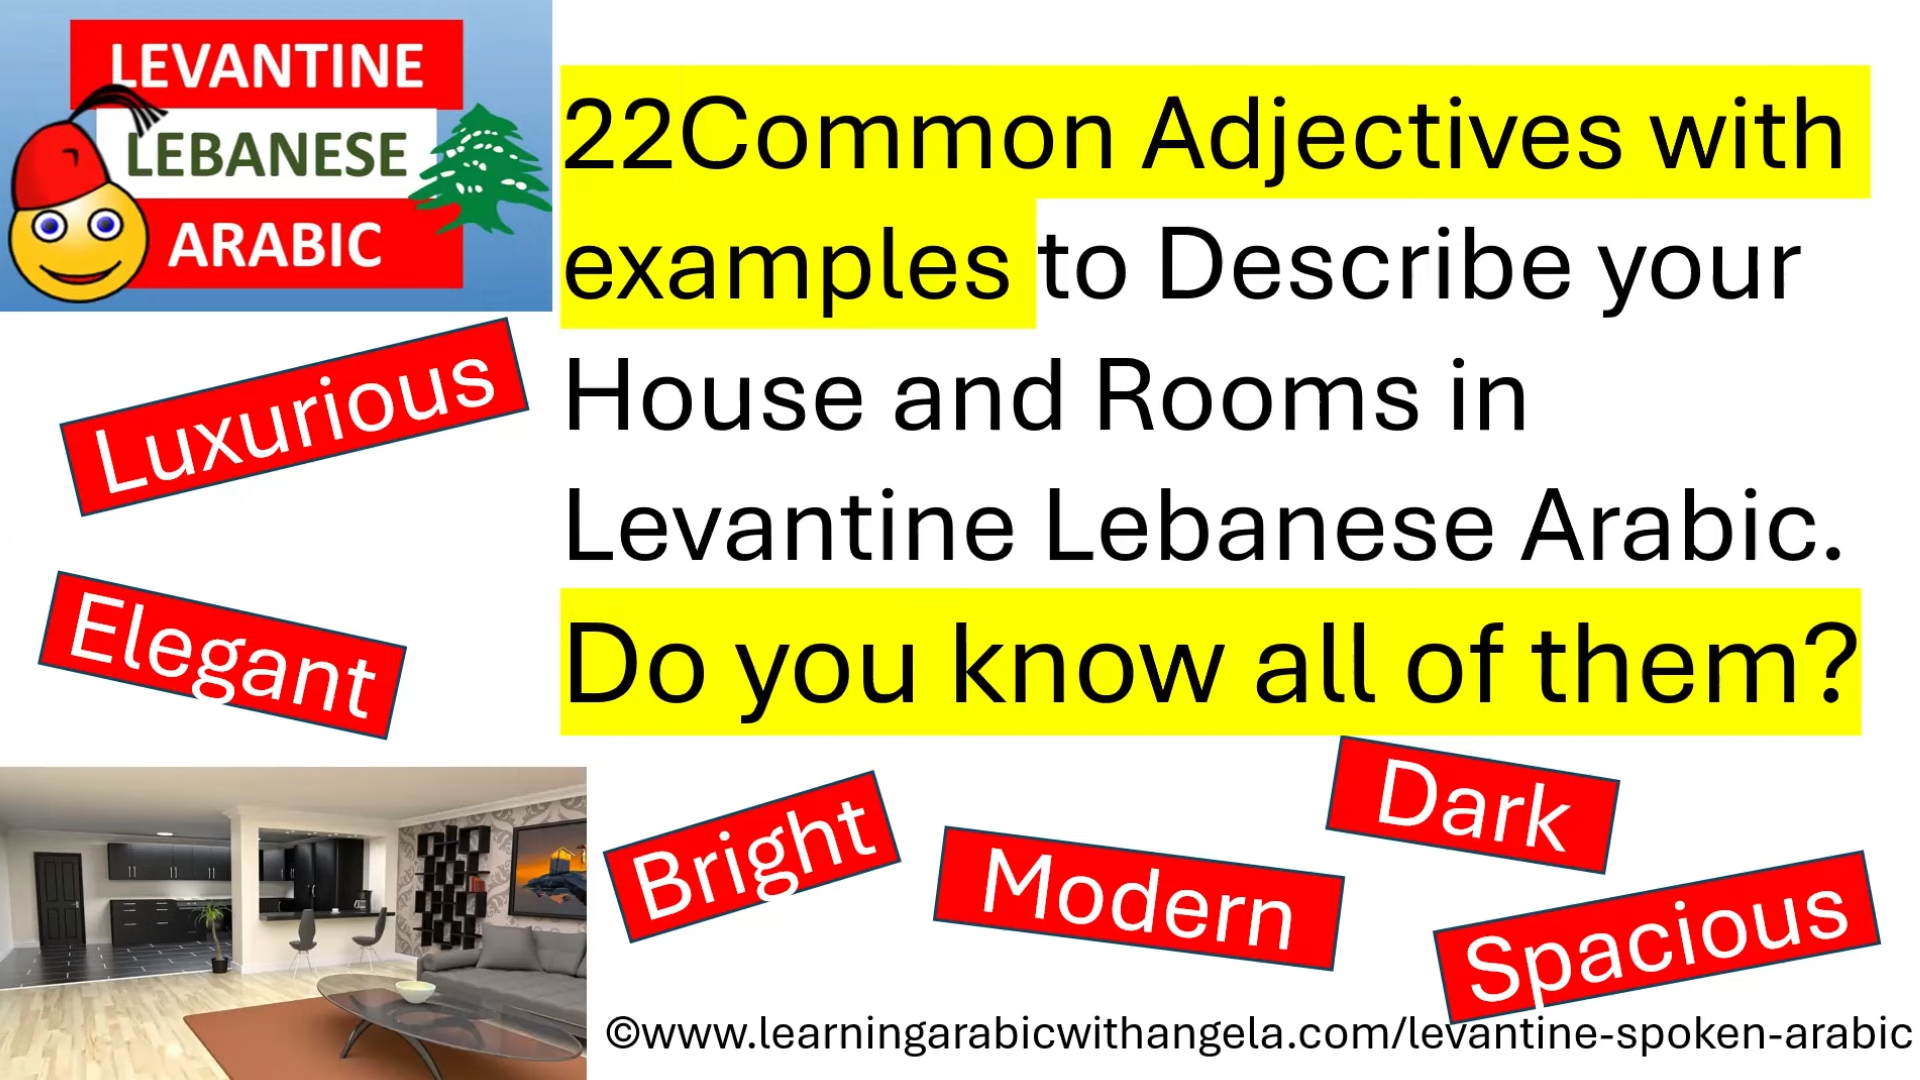 LEVANTINE
LEBANESE
ARABIC
22Common Adjectives with
examples to Describe your
House and Rooms in
Levantine Lebanese Arabic.
Do you know all of them?
Luxurious
Elegant
Bright
Modern
Dark
Spacious
©www.learningarabicwithangela.com/levantine-spoken-arabic